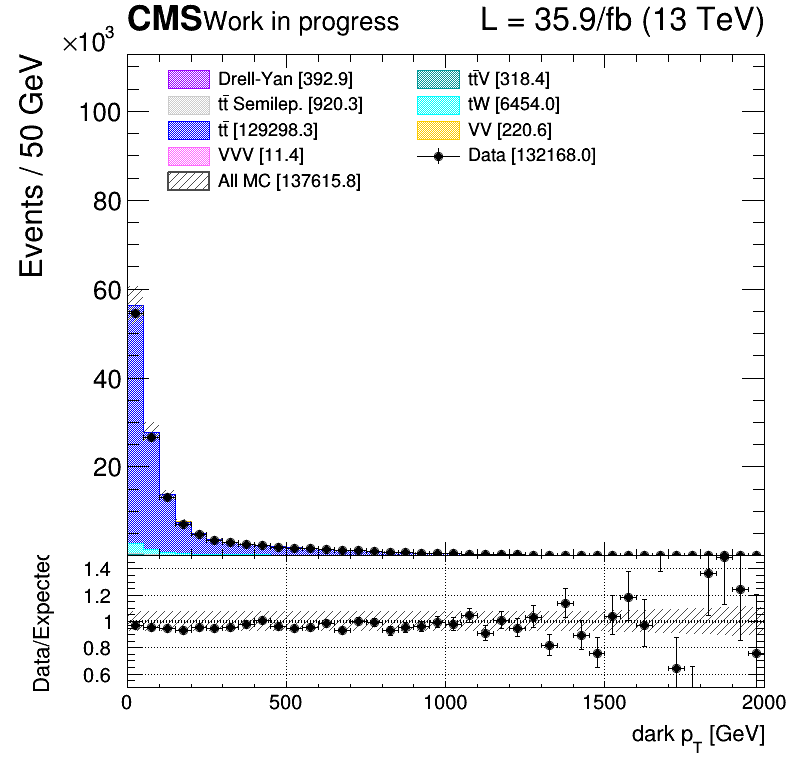 CMS Work in progress L = 35.9/fb (13 TeV)
×10³
Events / 50 GeV
Drell-Yan [392.9]
tt̄ Semilep. [920.3]
tt̄ [129298.3]
VVV [11.4]
All MC [137615.8]
tt̄V [318.4]
tW [6454.0]
VV [220.6]
Data [132168.0]
100
80
60
40
20
Data/Expected
1.4
1.2
1
0.8
0.6
0 500 1000 1500 2000
dark p_T [GeV]